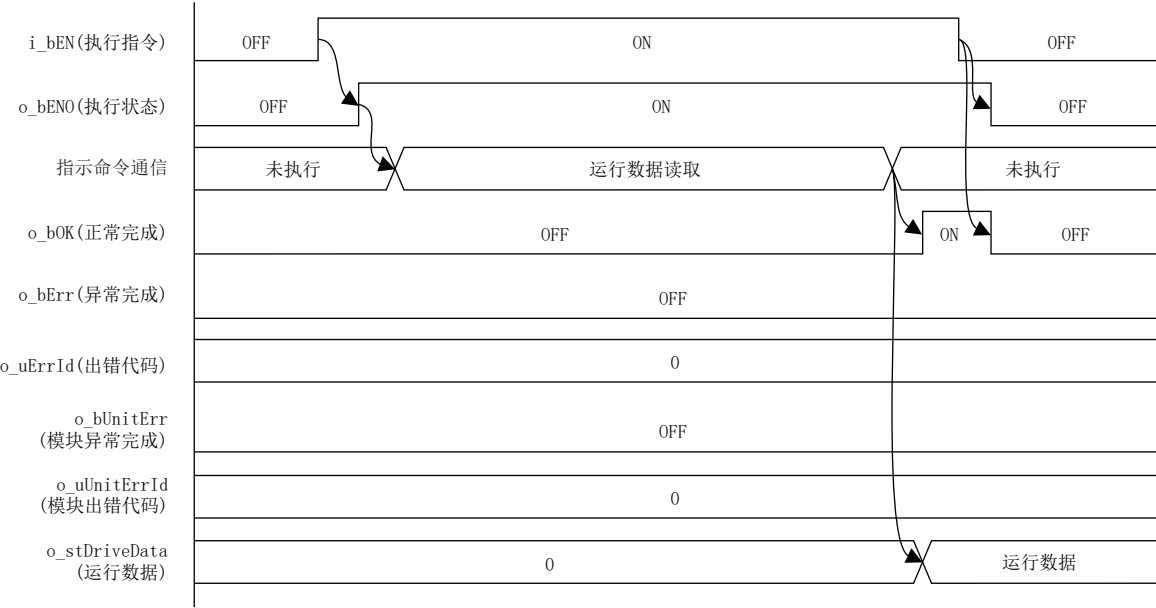 i_bEN(执行指令)
OFF
ON
OFF
o_bENO(执行状态)
OFF
ON
OFF
指示命令通信
未执行
运行数据读取
未执行
o_bOK(正常完成)
OFF
ON
OFF
o_bErr(异常完成)
OFF
o_uErrId(出错代码)
0
o_bUnitErr
(模块异常完成)
OFF
o_uUnitErrId
(模块出错代码)
0
o_stDriveData
(运行数据)
0
运行数据